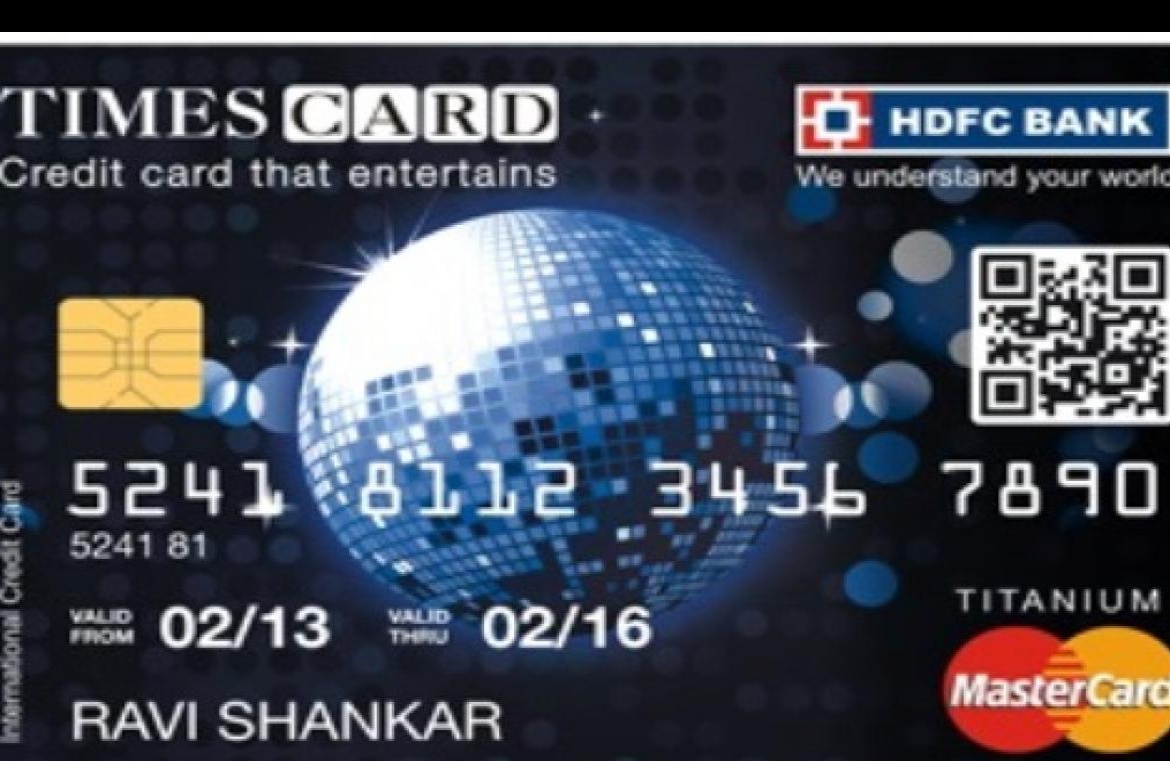 TIMES CARD
Credit card that entertains
HDFC BANK
We understand your world
5241 8112 3456 7890
5241 81
VALID FROM 02/13 VALID THRU 02/16
RAVI SHANKAR
International Credit Card
TITANIUM
MasterCard